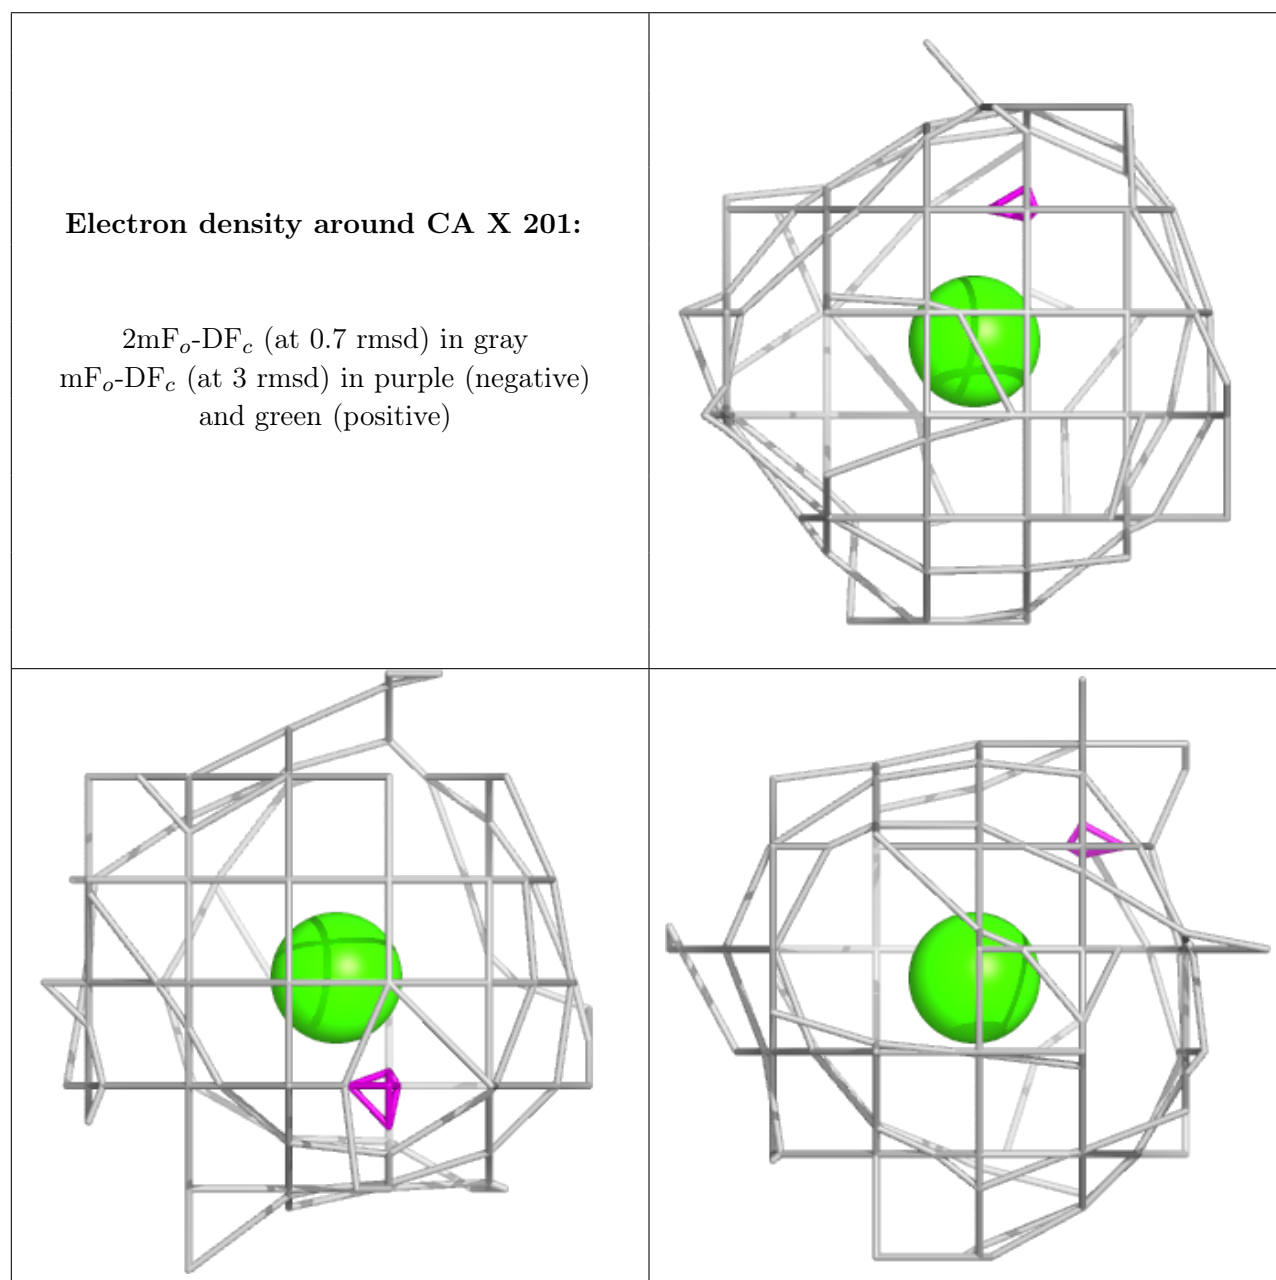 Electron density around CA X 201:
2mFo-DFc (at 0.7 rmsd) in gray
mFo-DFc (at 3 rmsd) in purple (negative)
and green (positive)